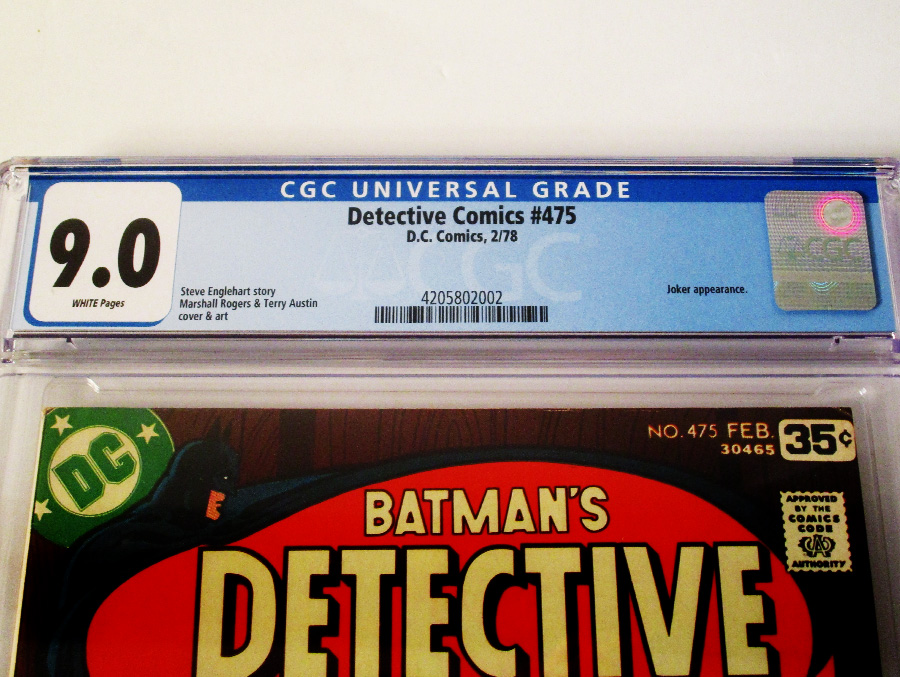 CGC UNIVERSAL GRADE
Detective Comics #475
D.C. Comics, 2/78
9.0
WHITE Pages
Steve Englehart story
Marshall Rogers & Terry Austin
cover & art
4205802002
Joker appearance.
CGC
CGC
DC
NO. 475 FEB.
30465
35¢
BATMAN'S
DETECTIVE
APPROVED
BY THE
COMICS
CODE
AUTHORITY